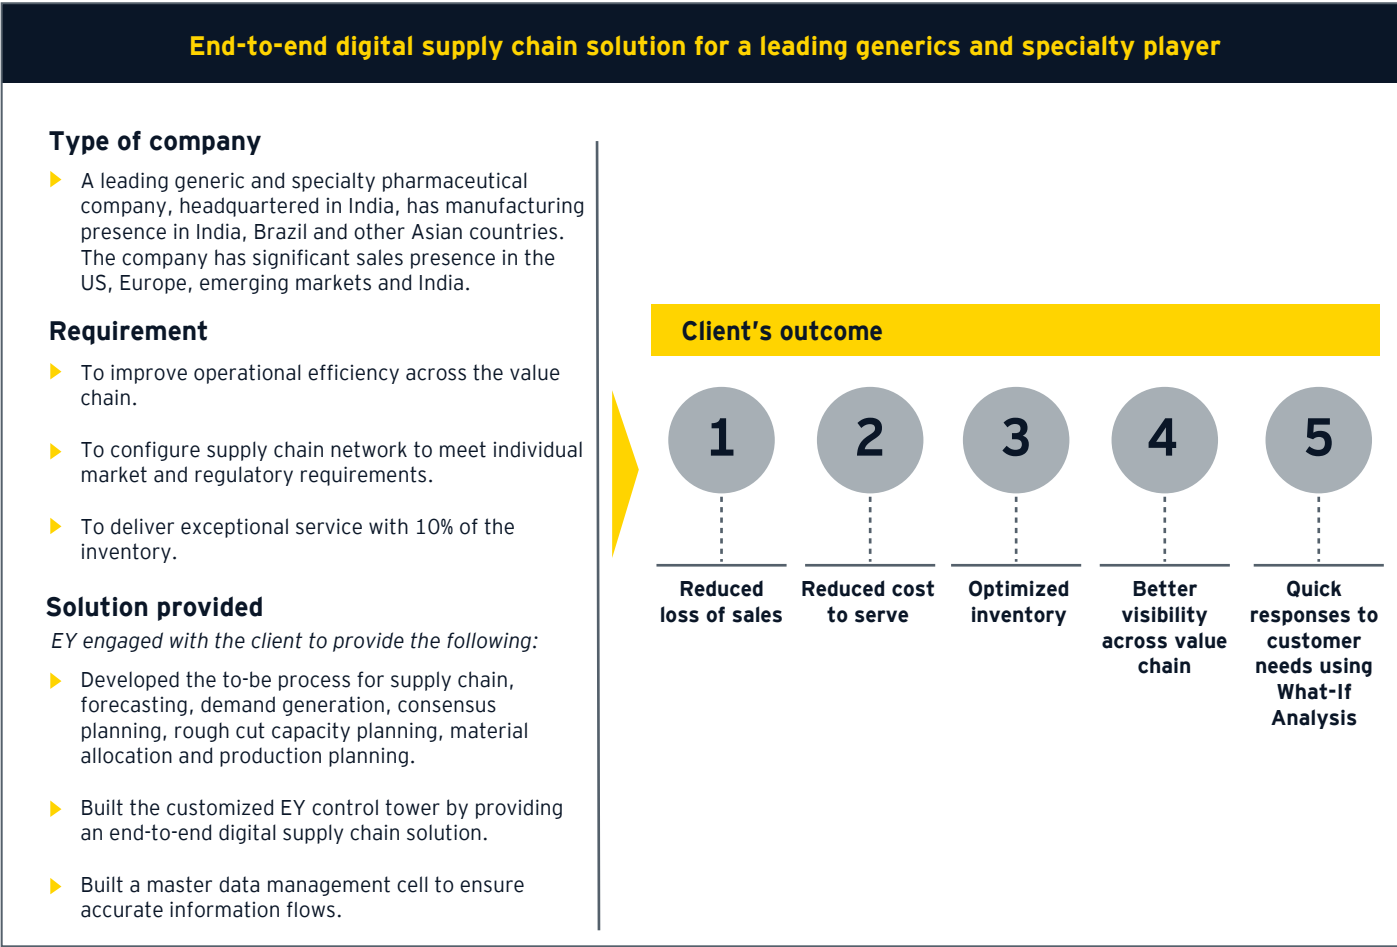 End-to-end digital supply chain solution for a leading generics and specialty player
Type of company
A leading generic and specialty pharmaceutical
company, headquartered in India, has manufacturing
presence in India, Brazil and other Asian countries.
The company has significant sales presence in the
US, Europe, emerging markets and India.
Requirement
To improve operational efficiency across the value
chain.
To configure supply chain network to meet individual
market and regulatory requirements.
To deliver exceptional service with 10% of the
inventory.
Solution provided
EY engaged with the client to provide the following:
Developed the to-be process for supply chain,
forecasting, demand generation, consensus
planning, rough cut capacity planning, material
allocation and production planning.
Built the customized EY control tower by providing
an end-to-end digital supply chain solution.
Built a master data management cell to ensure
accurate information flows.
Client's outcome
1
Reduced
loss of sales
2
Reduced cost
to serve
3
Optimized
inventory
4
Better
visibility
across value
chain
5
Quick
responses to
customer
needs using
What-If
Analysis